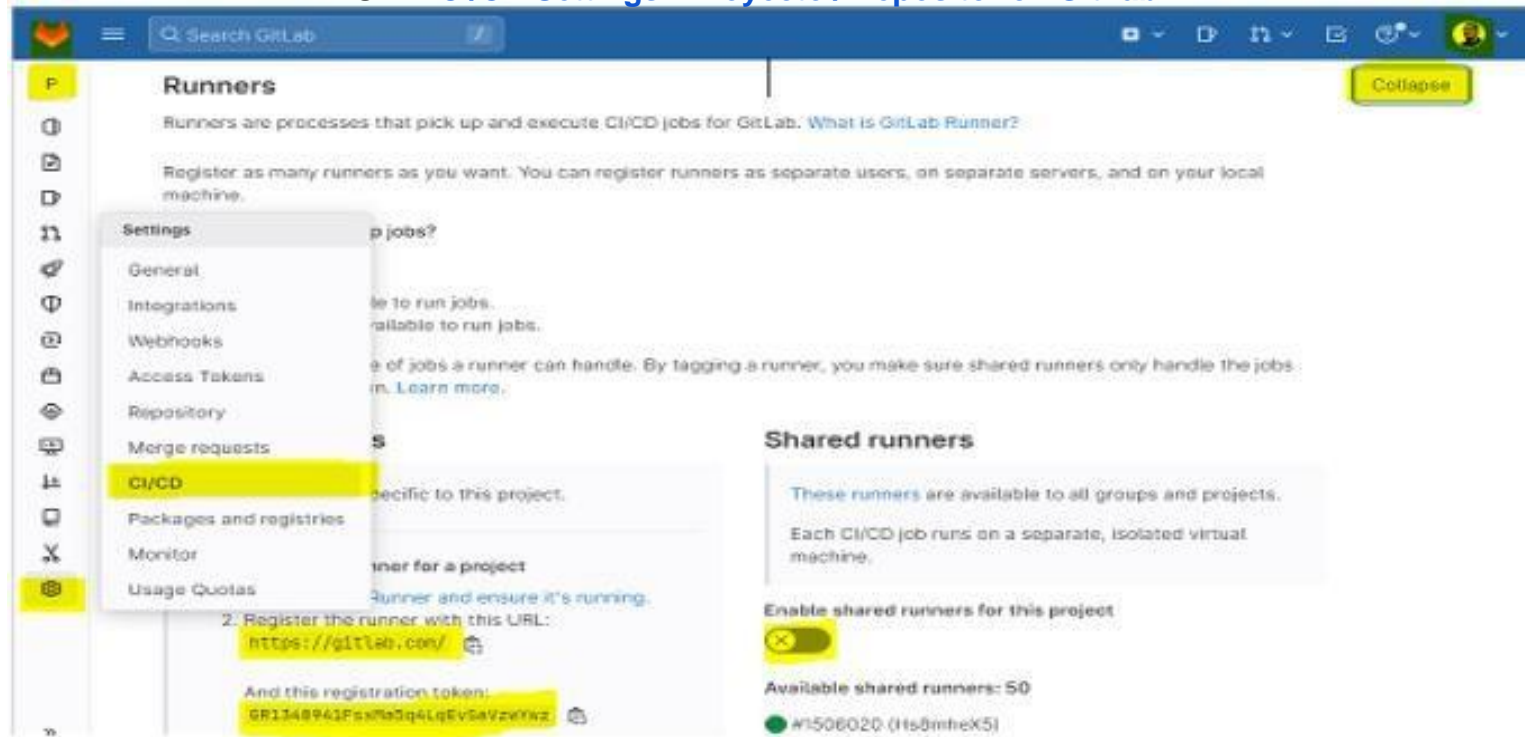 Search GitLab
P
Runners
Collapse
Runners are processes that pick up and execute CI/CD jobs for GitLab. What is GitLab Runner?
Register as many runners as you want. You can register runners as separate users, on separate servers, and on your local
machine.
Settings
p jobs?
General
Integrations
le to run jobs.
Webhooks
vailable to run jobs.
Access Tokens
e of jobs a runner can handle. By tagging a runner, you make sure shared runners only handle the jobs
n. Learn more.
Repository
Merge requests
s
Shared runners
CI/CD
pecific to this project.
These runners are available to all groups and projects.
Packages and registries
Each CI/CD job runs on a separate, isolated virtual
machine.
Monitor
nner for a project
Usage Quotas
Runner and ensure it's running.
Enable shared runners for this project
2. Register the runner with this URL:
https://gitlab.com/
And this registration token:
Available shared runners: 50
#1506020 (Hs8mheX5)